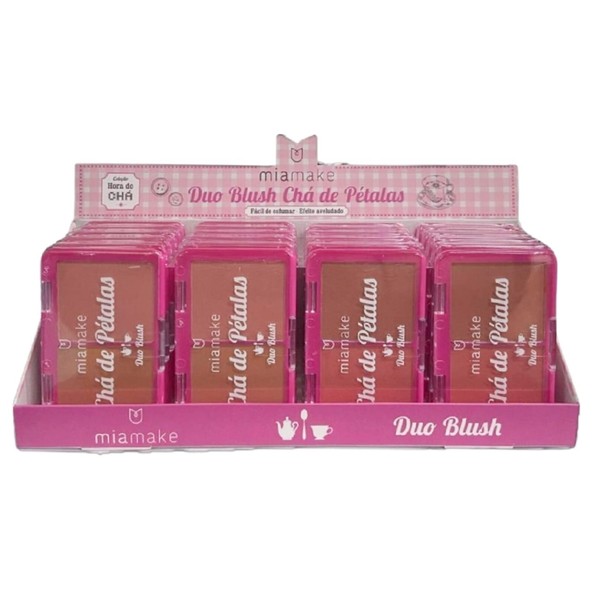 miamake
Coleção
Hora do
CHÁ
Duo Blush Chá de Pétalas
Fácil de esfumar - Efeito aveludado
miamake
Chá de Pétalas
Duo Blush
miamake
Chá de Pétalas
Duo Blush
miamake
Chá de Pétalas
Duo Blush
miamake
Chá de Pétalas
Duo Blush
miamake
Duo Blush